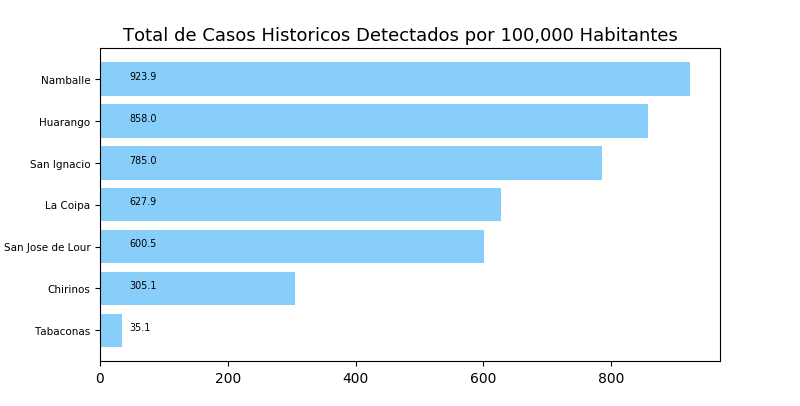 Total de Casos Historicos Detectados por 100,000 Habitantes
Namballe 923.9
Huarango 858.0
San Ignacio 785.0
La Coipa 627.9
San Jose de Lour 600.5
Chirinos 305.1
Tabaconas 35.1
0 200 400 600 800